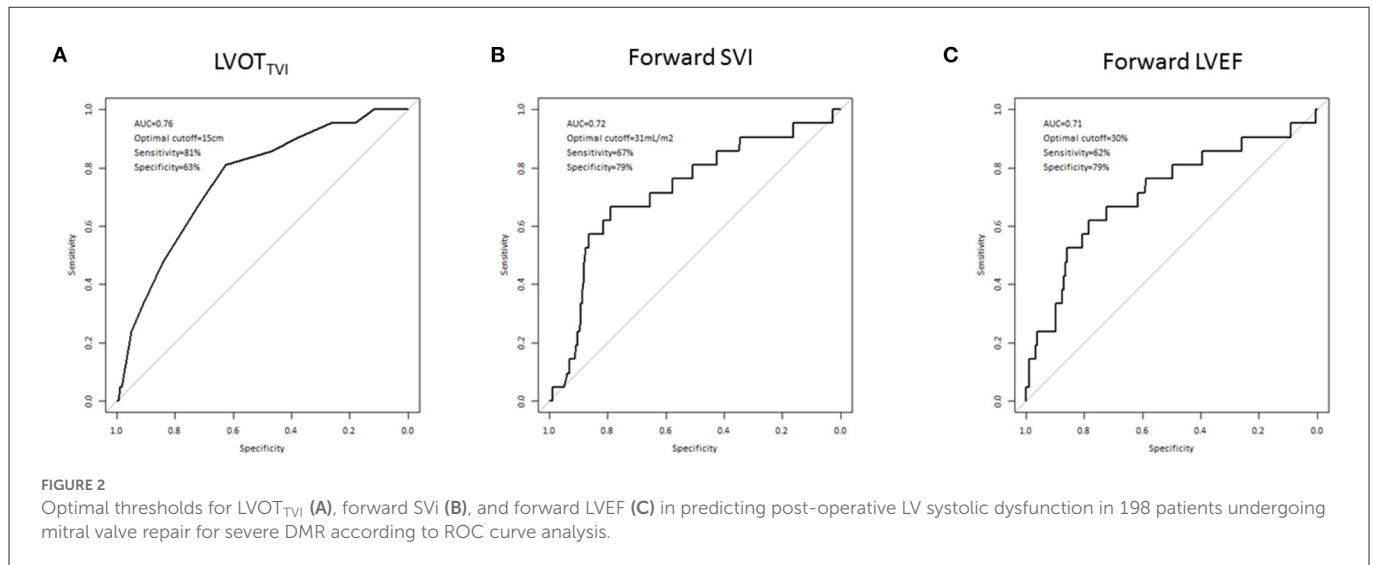 A
LVOT_TVI
AUC=0.76
Optimal cutoff=15cm
Sensitivity=81%
Specificity=63%
Sensitivity
1.0
0.8
0.6
0.4
0.2
0.0
1.0 0.8 0.6 0.4 0.2 0.0
Specificity
B
Forward SVI
AUC=0.72
Optimal cutoff=31mL/m2
Sensitivity=67%
Specificity=79%
Sensitivity
1.0
0.8
0.6
0.4
0.2
0.0
1.0 0.8 0.6 0.4 0.2 0.0
Specificity
C
Forward LVEF
AUC=0.71
Optimal cutoff=30%
Sensitivity=62%
Specificity=79%
Sensitivity
1.0
0.8
0.6
0.4
0.2
0.0
1.0 0.8 0.6 0.4 0.2 0.0
Specificity
FIGURE 2
Optimal thresholds for LVOT_TVI (A), forward SVi (B), and forward LVEF (C) in predicting post-operative LV systolic dysfunction in 198 patients undergoing
mitral valve repair for severe DMR according to ROC curve analysis.